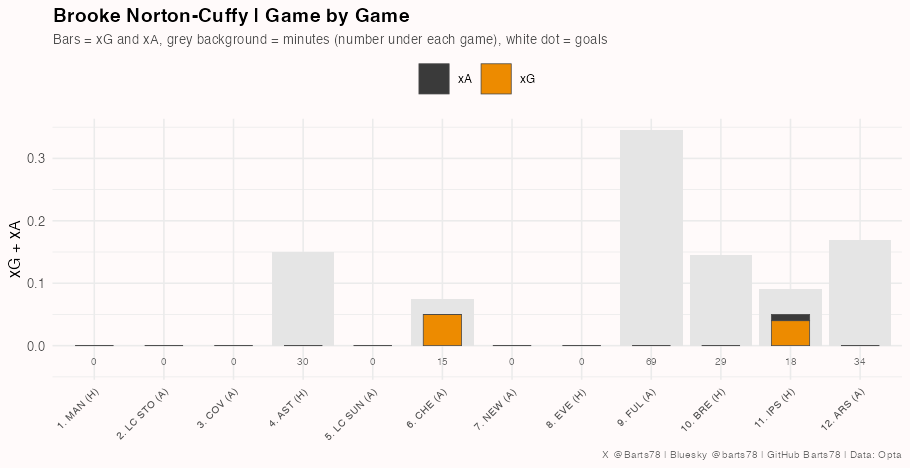 Brooke Norton-Cuffy | Game by Game
Bars = xG and xA, grey background = minutes (number under each game), white dot = goals
xA xG
xG + xA
0.3
0.2
0.1
0.0
0 0 0 30 0 15 0 0 69 29 18 34
1. MAN (H)
2. LC STO (A)
3. COV (A)
4. AST (H)
5. LC SUN (A)
6. CHE (A)
7. NEW (A)
8. EVE (H)
9. FUL (A)
10. BRE (H)
11. IPS (H)
12. ARS (A)
X @Barts78 | Bluesky @barts78 | GitHub Barts78 | Data: Opta